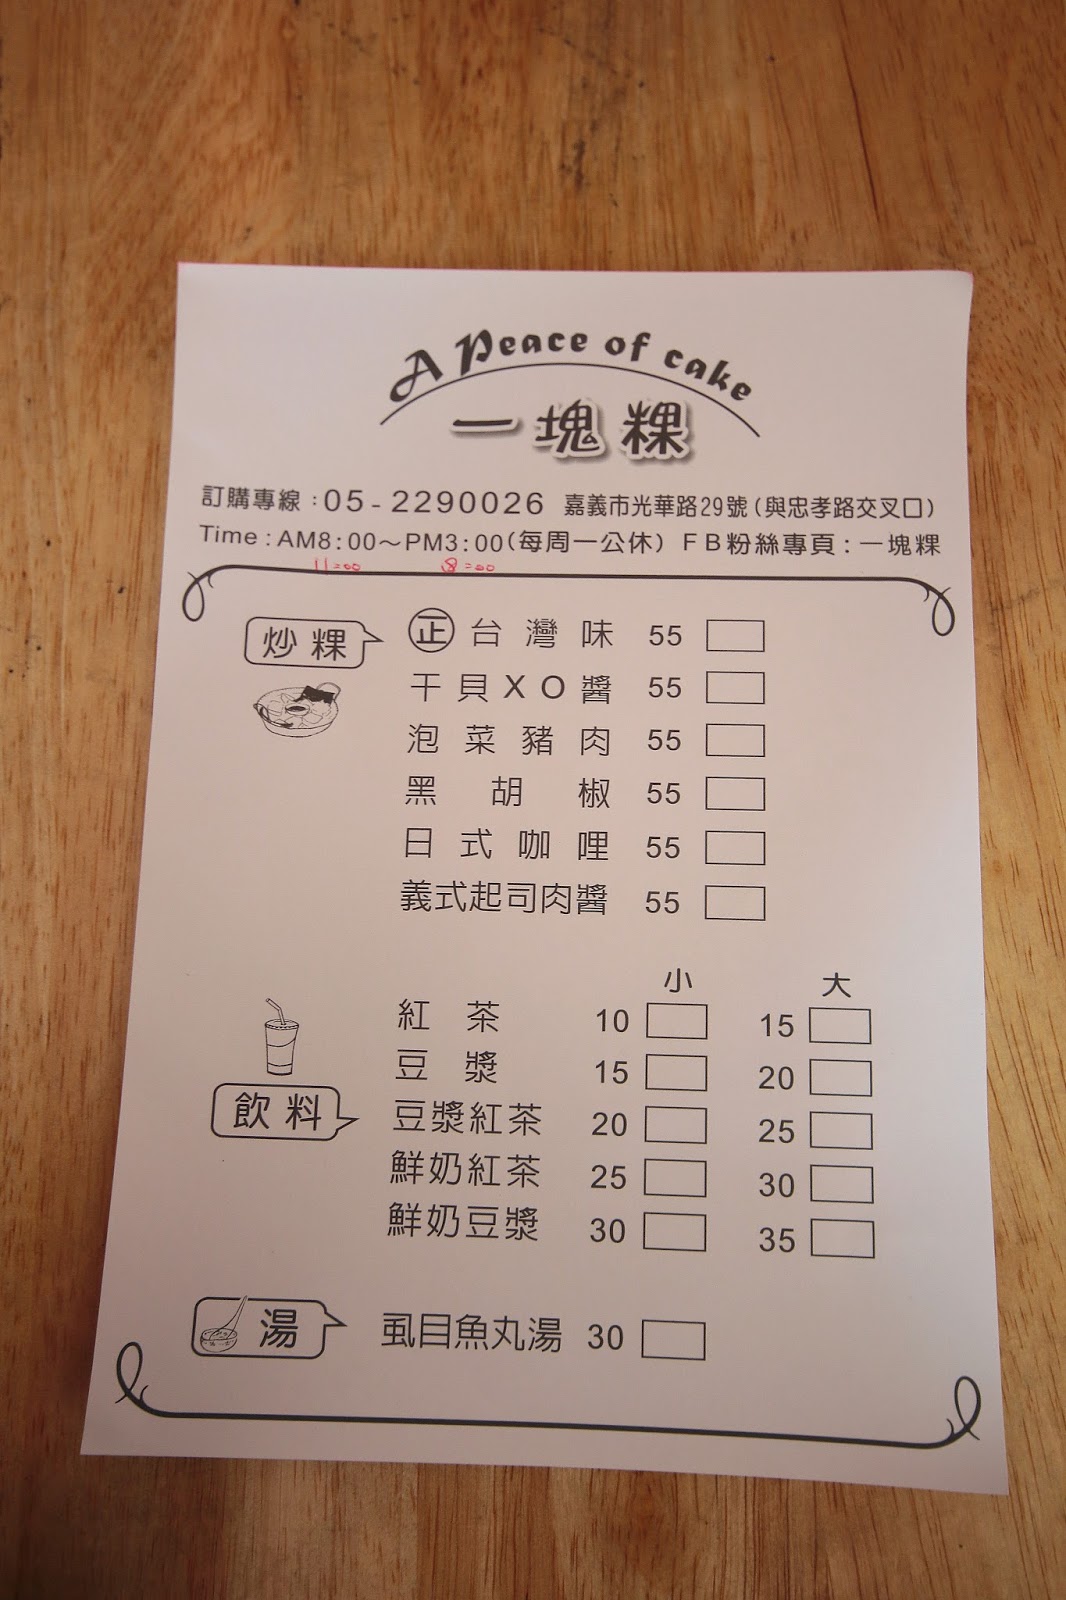 A Peace of cake
一塊粿
訂購專線:05-2290026 嘉義市光華路29號(與忠孝路交叉口)
Time:AM8:00～PM3:00(每周一公休) FB粉絲專頁:一塊粿
11=00 8=00
炒粿
㊣台灣味 55
干貝XO醬 55
泡菜豬肉 55
黑胡椒 55
日式咖哩 55
義式起司肉醬 55
小 大
飲料
紅茶 10 15
豆漿 15 20
豆漿紅茶 20 25
鮮奶紅茶 25 30
鮮奶豆漿 30 35
湯 虱目魚丸湯 30